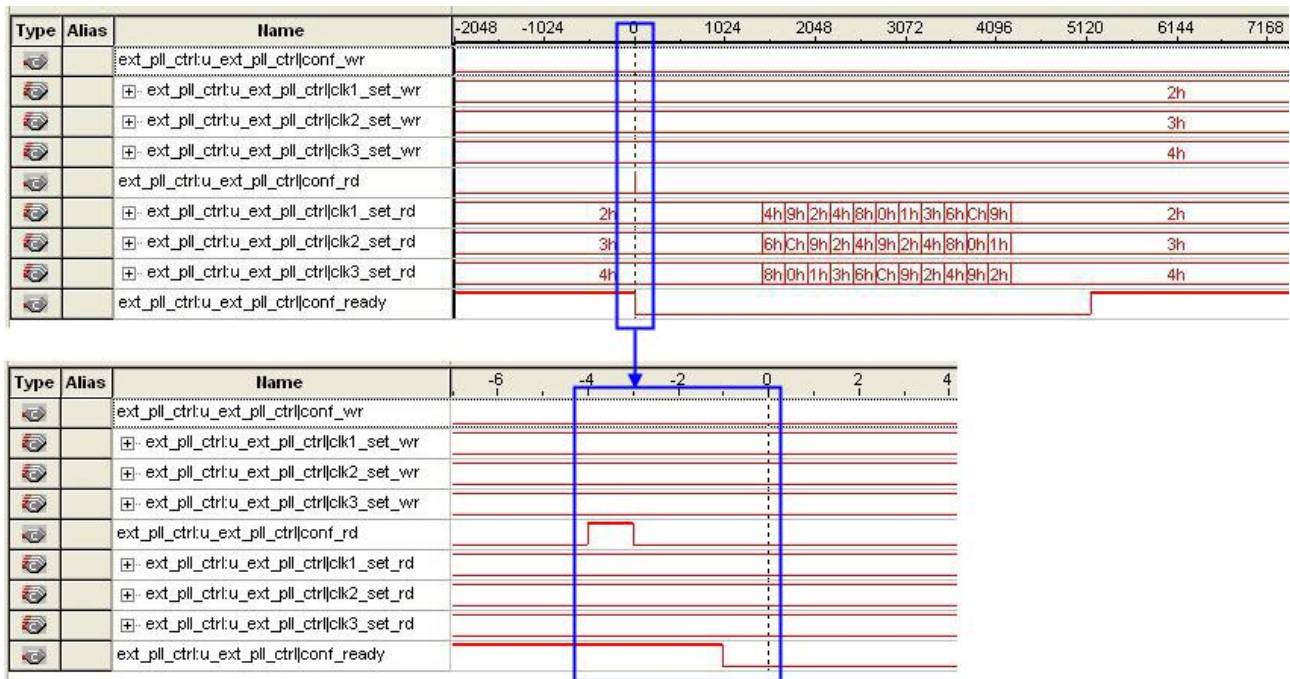 Type Alias Name -2048 -1024 0 1024 2048 3072 4096 5120 6144 7168
ext_pll_ctrl:u_ext_pll_ctrl|conf_wr
ext_pll_ctrl:u_ext_pll_ctrl|clk1_set_wr 2h
ext_pll_ctrl:u_ext_pll_ctrl|clk2_set_wr 3h
ext_pll_ctrl:u_ext_pll_ctrl|clk3_set_wr 4h
ext_pll_ctrl:u_ext_pll_ctrl|conf_rd
ext_pll_ctrl:u_ext_pll_ctrl|clk1_set_rd 2h 4h 9h 2h 4h 8h 0h 1h 3h 6h Ch 9h 2h
ext_pll_ctrl:u_ext_pll_ctrl|clk2_set_rd 3h 6h Ch 9h 2h 4h 9h 2h 4h 8h 0h 1h 3h
ext_pll_ctrl:u_ext_pll_ctrl|clk3_set_rd 4h 8h 0h 1h 3h 6h Ch 9h 2h 4h 9h 2h 4h
ext_pll_ctrl:u_ext_pll_ctrl|conf_ready
Type Alias Name -6 -4 -2 0 2 4
ext_pll_ctrl:u_ext_pll_ctrl|conf_wr
ext_pll_ctrl:u_ext_pll_ctrl|clk1_set_wr
ext_pll_ctrl:u_ext_pll_ctrl|clk2_set_wr
ext_pll_ctrl:u_ext_pll_ctrl|clk3_set_wr
ext_pll_ctrl:u_ext_pll_ctrl|conf_rd
ext_pll_ctrl:u_ext_pll_ctrl|clk1_set_rd
ext_pll_ctrl:u_ext_pll_ctrl|clk2_set_rd
ext_pll_ctrl:u_ext_pll_ctrl|clk3_set_rd
ext_pll_ctrl:u_ext_pll_ctrl|conf_ready